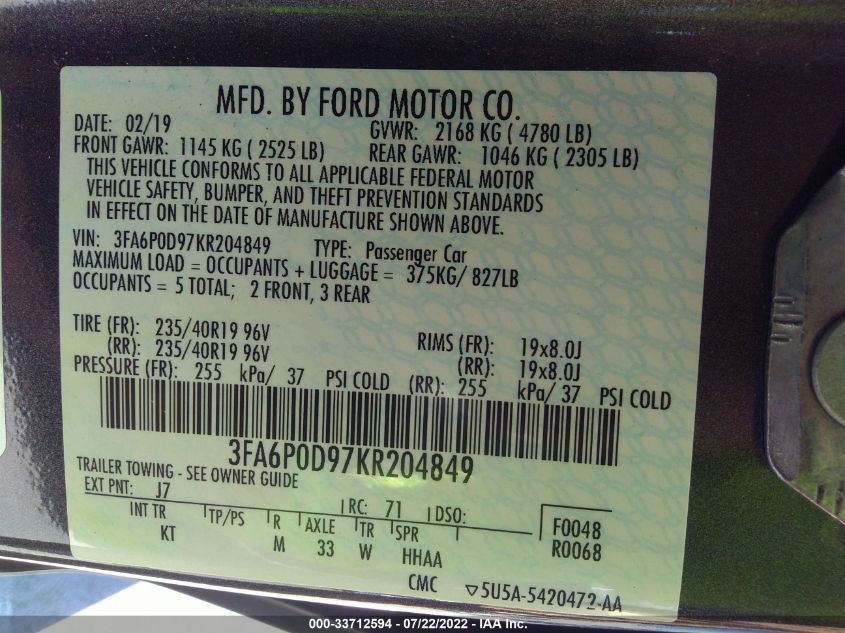 MFD. BY FORD MOTOR CO.
DATE: 02/19 GVWR: 2168 KG ( 4780 LB)
FRONT GAWR: 1145 KG ( 2525 LB) REAR GAWR: 1046 KG ( 2305 LB)
THIS VEHICLE CONFORMS TO ALL APPLICABLE FEDERAL MOTOR
VEHICLE SAFETY, BUMPER, AND THEFT PREVENTION STANDARDS
IN EFFECT ON THE DATE OF MANUFACTURE SHOWN ABOVE.
VIN: 3FA6P0D97KR204849 TYPE: Passenger Car
MAXIMUM LOAD = OCCUPANTS + LUGGAGE = 375KG/ 827LB
OCCUPANTS = 5 TOTAL; 2 FRONT, 3 REAR
TIRE (FR): 235/40R19 96V RIMS (FR): 19x8.0J
(RR): 235/40R19 96V (RR): 19x8.0J
PRESSURE (FR): 255 kPa/ 37 PSI COLD (RR): 255 kPa/ 37 PSI COLD
3FA6P0D97KR204849
TRAILER TOWING - SEE OWNER GUIDE
EXT PNT: J7 RC: 71 DSO: F0048
INT TR TP/PS R AXLE TR SPR R0068
KT M 33 W HHAA
CMC ▽5U5A-5420472-AA
000-33712594 - 07/22/2022 - IAA Inc.